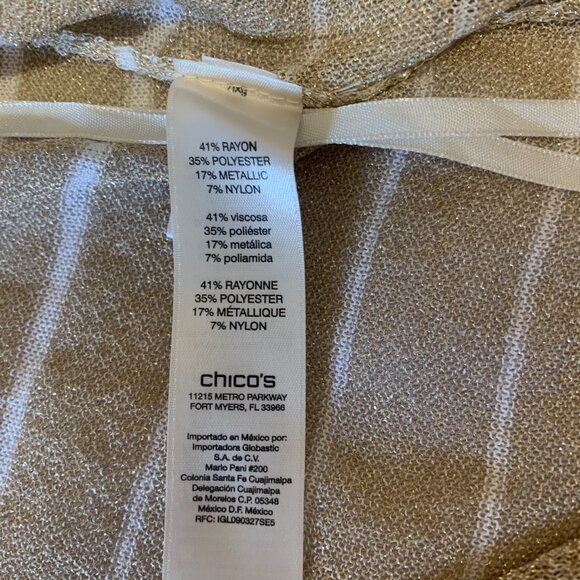 41% RAYON
35% POLYESTER
17% METALLIC
7% NYLON
41% viscosa
35% poliéster
17% metálica
7% poliamida
41% RAYONNE
35% POLYESTER
17% MÉTALLIQUE
7% NYLON
chico's
11215 METRO PARKWAY
FORT MYERS, FL 33966
Importado en México por:
Importadora Globastic
S.A. de C.V.
Mario Pani #200
Colonia Santa Fe Cuajimalpa
Delegación Cuajimalpa
de Morelos C.P. 05348
México D.F. México
RFC: IGL090327SE5